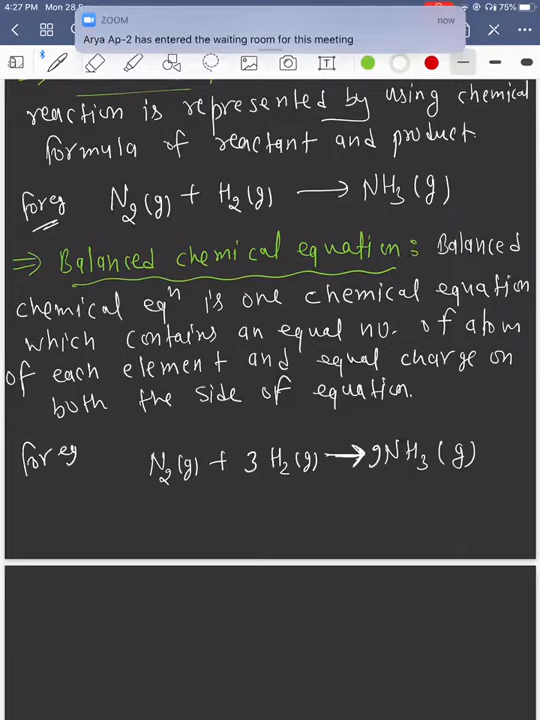 4:27 PM Mon 28 S
75%
ZOOM
now
Arya Ap-2 has entered the waiting room for this meeting
reaction is represented by using chemical
formula of reactant and product.
for eg N2(g) + H2(g) → NH3(g)
⇒ Balanced chemical equation : Balanced
chemical eqn is one chemical equation
which contains an equal no. of atom
of each element and equal charge on
both the side of equation.
for eg
N2(g) + 3 H2(g) → 2NH3(g)